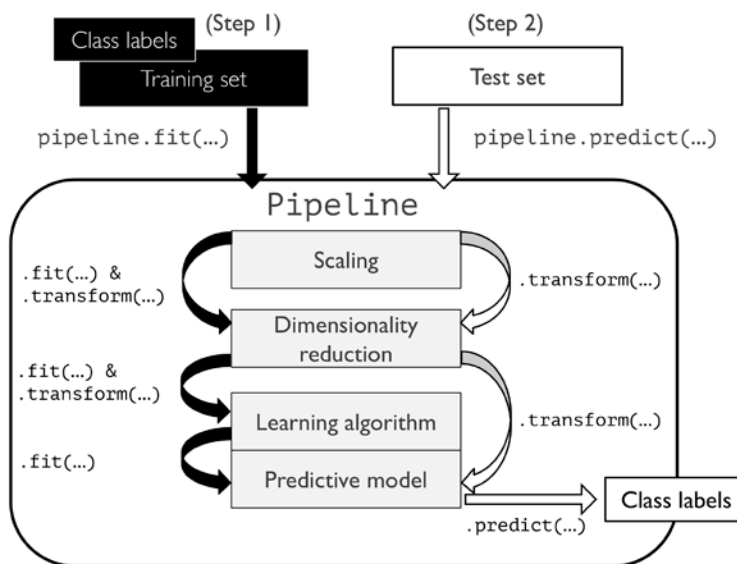 (Step 1)
(Step 2)
Class labels
Training set
Test set
pipeline.fit(…)
pipeline.predict(…)
Pipeline
Scaling
.fit(…) &
.transform(…)
.transform(…)
Dimensionality
reduction
.fit(…) &
.transform(…)
Learning algorithm
.transform(…)
.fit(…)
Predictive model
Class labels
.predict(…)